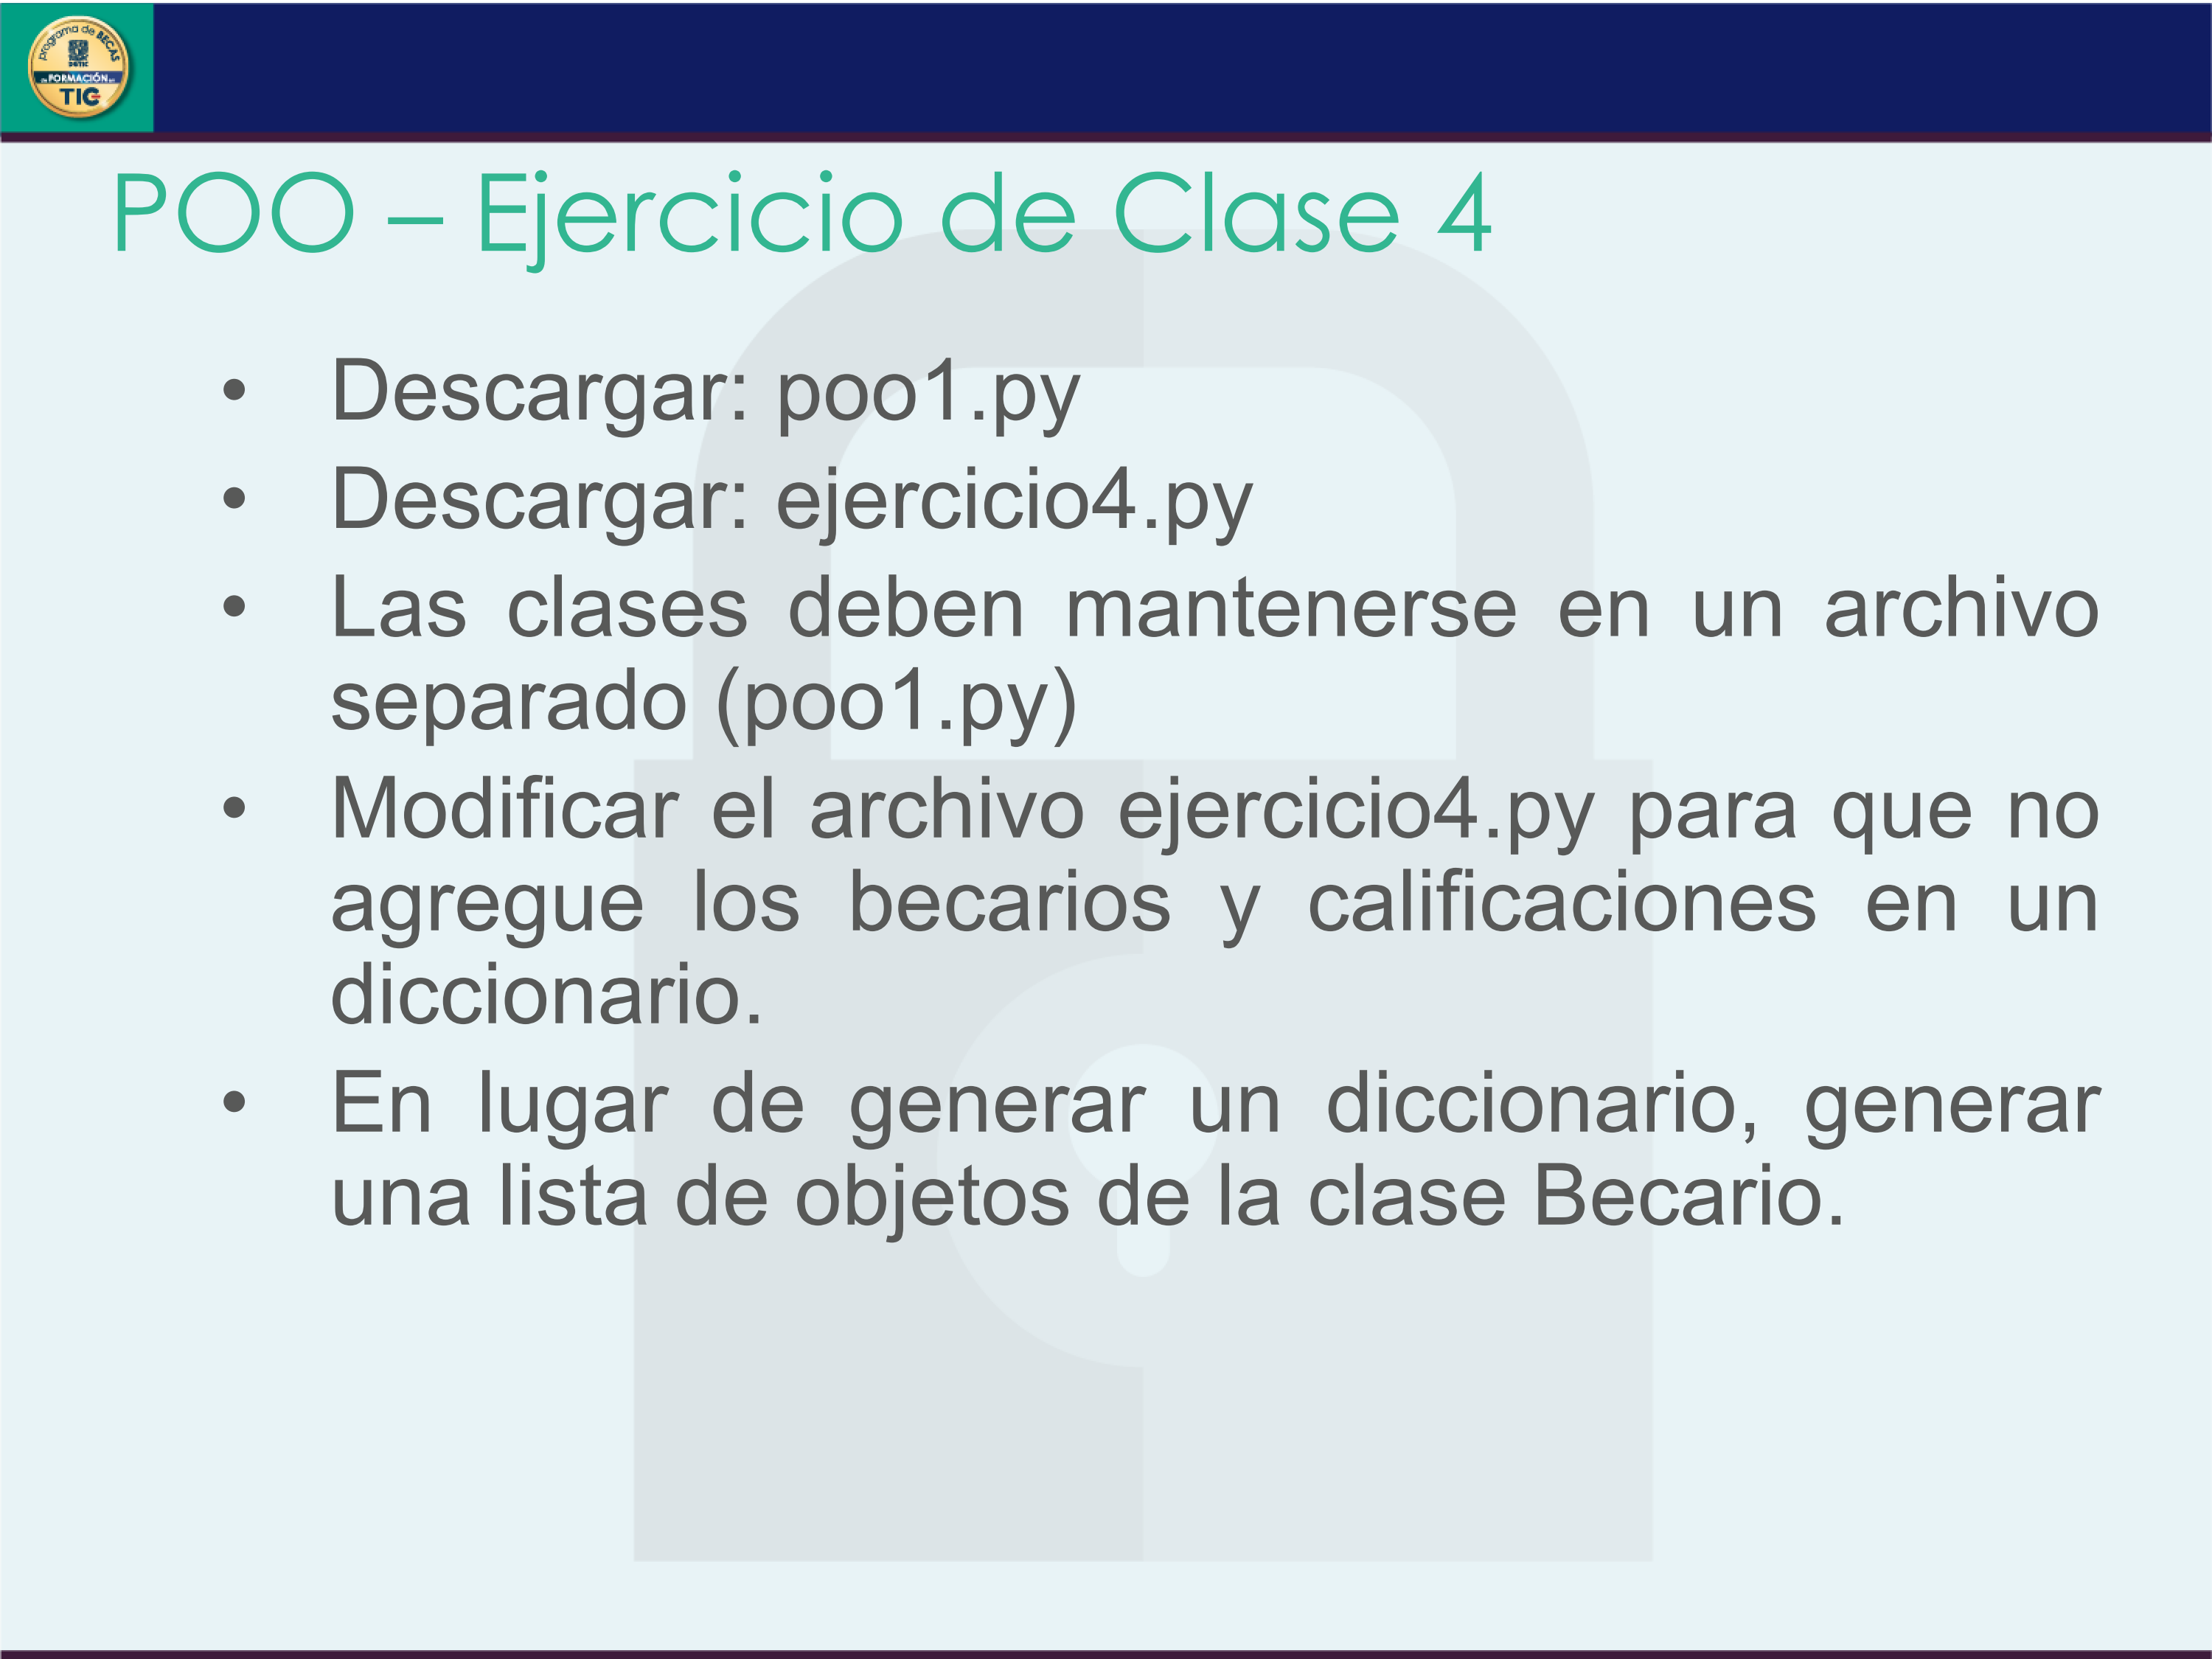 programa de BECAS
DGTIC
de FORMACIÓN en
TIC
POO – Ejercicio de Clase 4
• Descargar: poo1.py
• Descargar: ejercicio4.py
• Las clases deben mantenerse en un archivo
separado (poo1.py)
• Modificar el archivo ejercicio4.py para que no
agregue los becarios y calificaciones en un
diccionario.
• En lugar de generar un diccionario, generar
una lista de objetos de la clase Becario.